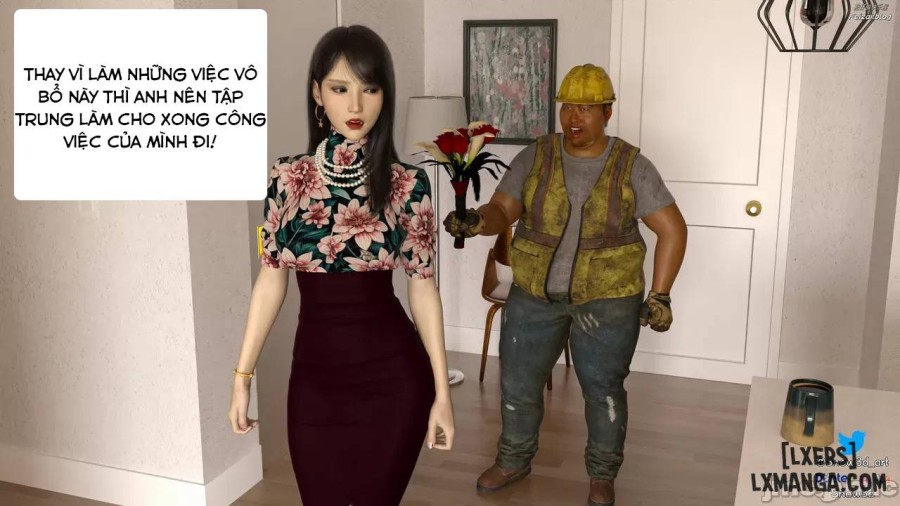 THAY VÌ LÀM NHỮNG VIỆC VÔ
BỔ NÀY THÌ ANH NÊN TẬP
TRUNG LÀM CHO XONG CÔNG
VIỆC CỦA MÌNH ĐI!
[LXERS]
LXMANGA.COM